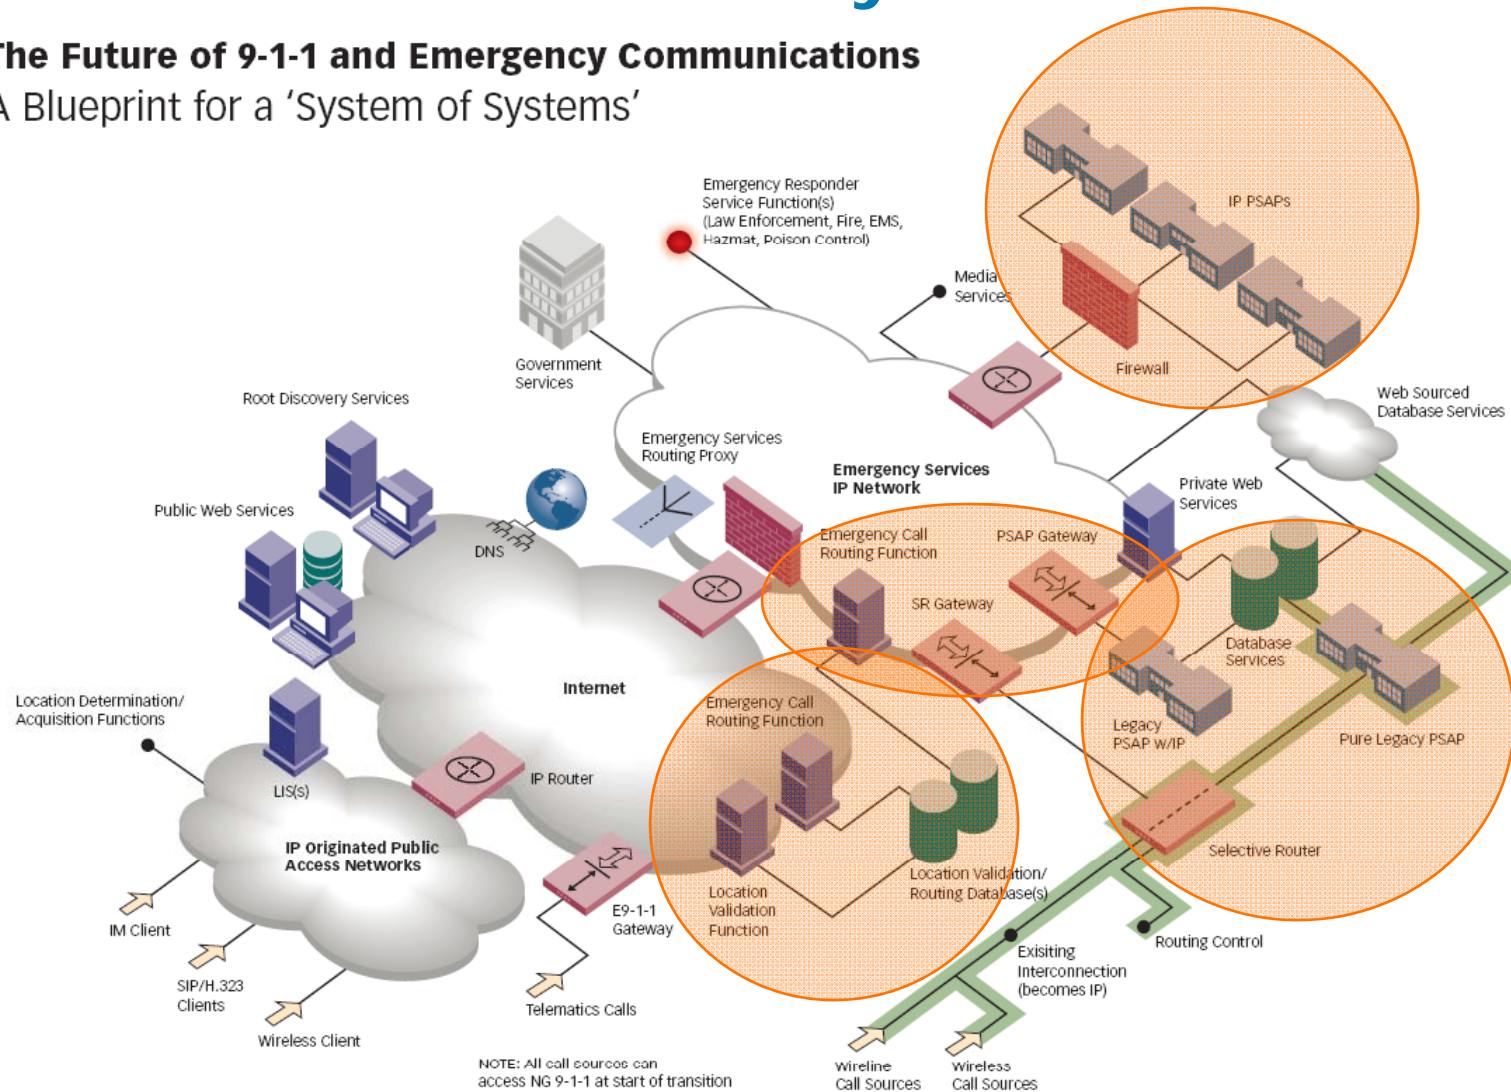 The Future of 9-1-1 and Emergency Communications
A Blueprint for a ‘System of Systems’
Emergency Responder
Service Function(s)
(Law Enforcement, Fire, EMS,
Hazmat, Poison Control)
IP PSAPs
Media
Services
Firewall
Government
Services
Web Sourced
Database Services
Root Discovery Services
Emergency Services
Routing Proxy
Emergency Services
IP Network
Private Web
Services
Public Web Services
DNS
Emergency Call
Routing Function
PSAP Gateway
SR Gateway
Database
Services
Internet
Location Determination/
Acquisition Functions
Emergency Call
Routing Function
Legacy
PSAP w/IP
Pure Legacy PSAP
LIS(s)
IP Router
IP Originated Public
Access Networks
Selective Router
Location Validation/
Routing Database(s)
Location
Validation
Function
E9-1-1
Gateway
IM Client
Routing Control
Exisiting
Interconnection
(becomes IP)
SIP/H.323
Clients
Telematics Calls
Wireless Client
NOTE: All call sources can
access NG 9-1-1 at start of transition
Wireline
Call Sources
Wireless
Call Sources